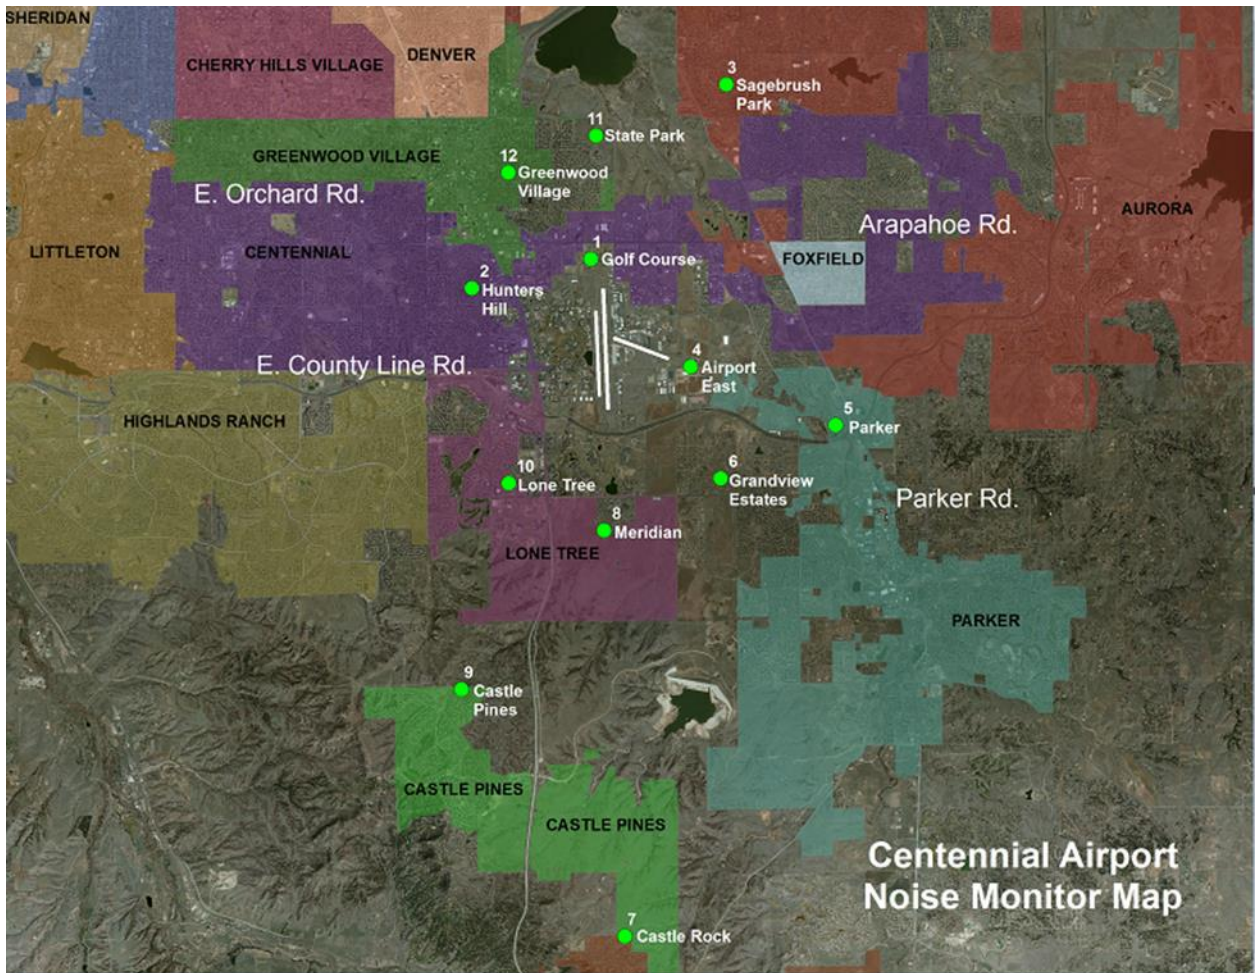 SHERIDAN
CHERRY HILLS VILLAGE
DENVER
3
Sagebrush
Park
11
State Park
GREENWOOD VILLAGE
12
Greenwood
Village
E. Orchard Rd.
Arapahoe Rd.
AURORA
LITTLETON
CENTENNIAL
1
Golf Course
FOXFIELD
2
Hunters
Hill
E. County Line Rd.
4
Airport
East
HIGHLANDS RANCH
5
Parker
10
Lone Tree
6
Grandview
Estates
Parker Rd.
8
Meridian
LONE TREE
PARKER
9
Castle
Pines
CASTLE PINES
CASTLE PINES
Centennial Airport
Noise Monitor Map
7
Castle Rock